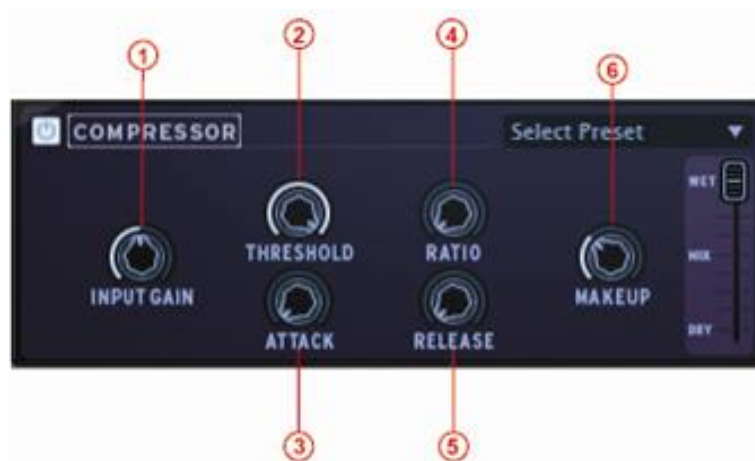 1
2
4
6
COMPRESSOR
Select Preset
WET
THRESHOLD
RATIO
INPUT GAIN
MIX
MAKEUP
ATTACK
RELEASE
DRY
3
5